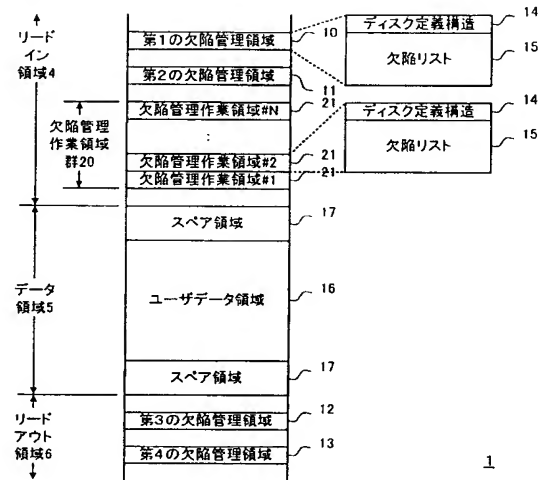 リード
イン
領域4
第1の欠陥管理領域
10
第2の欠陥管理領域
11
欠陥管理
作業領域
群20
欠陥管理作業領域#N
21
:
欠陥管理作業領域#2
21
欠陥管理作業領域#1
21
ディスク定義構造
14
欠陥リスト
15
ディスク定義構造
14
欠陥リスト
15
データ
領域5
スペア領域
17
ユーザデータ領域
16
スペア領域
17
リード
アウト
領域6
第3の欠陥管理領域
12
第4の欠陥管理領域
13
1